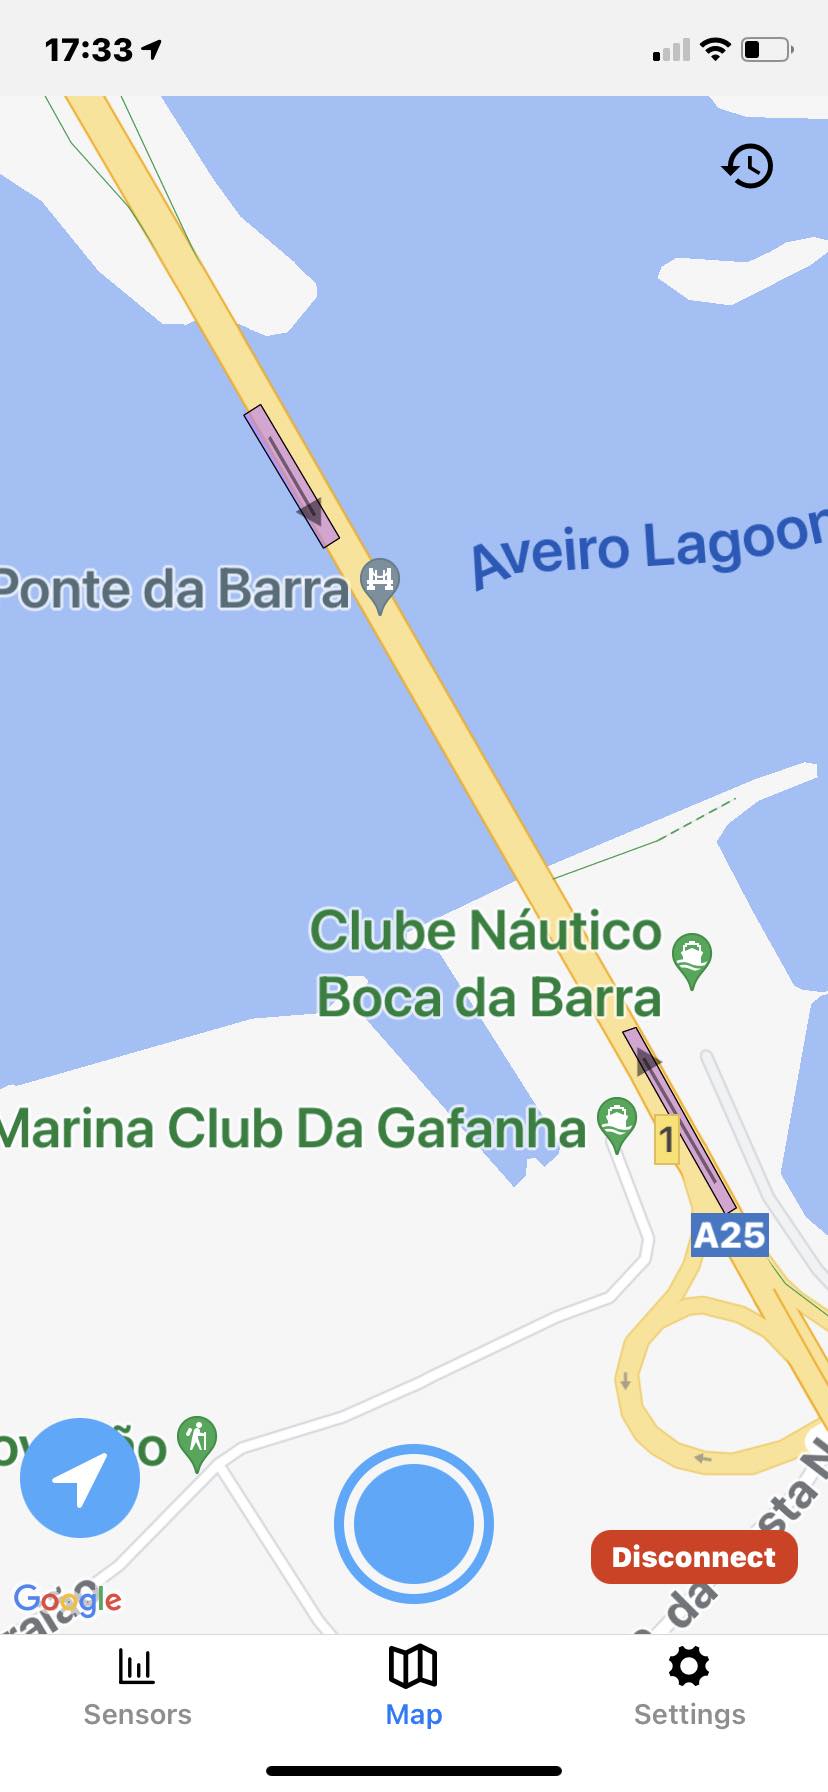 17:33
Aveiro Lagoon
Ponte da Barra
Clube Náutico
Boca da Barra
Marina Club Da Gafanha
1
A25
Disconnect
Google
Sensors
Map
Settings